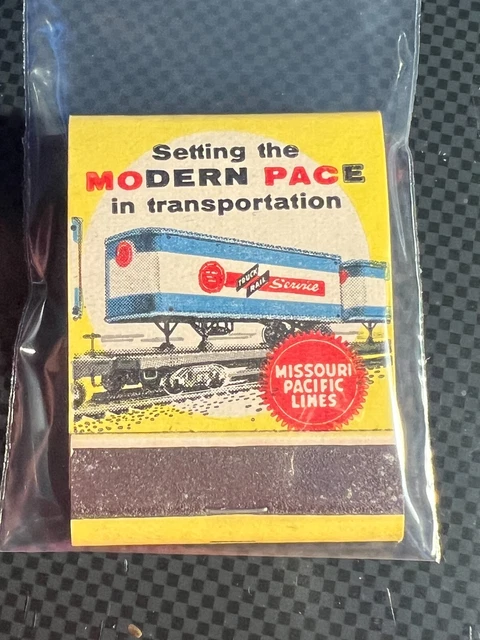 Setting the
MODERN PACE
in transportation
TRUCK
RAIL
Service
MISSOURI
PACIFIC
LINES